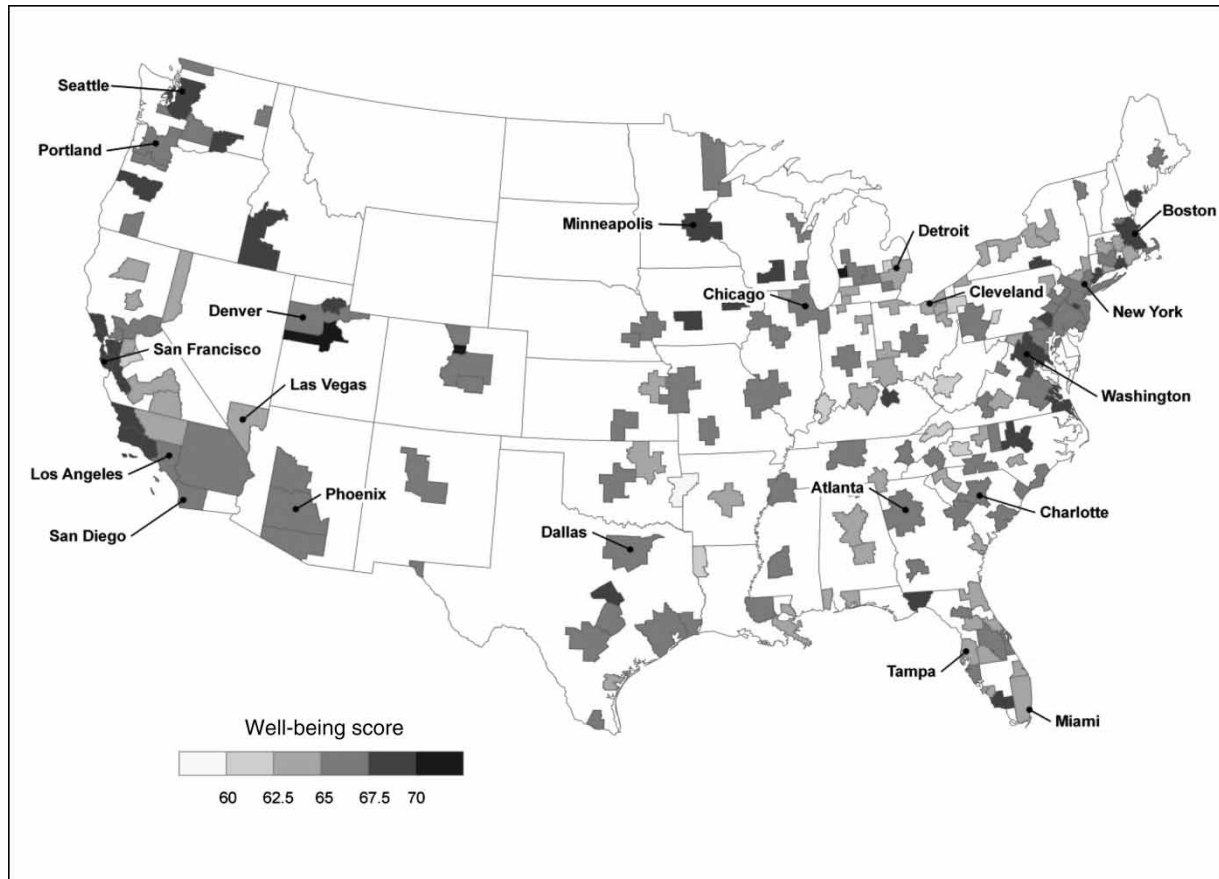 Seattle
Portland
Minneapolis
Boston
Detroit
Chicago
Cleveland
Denver
New York
San Francisco
Las Vegas
Washington
Los Angeles
Phoenix
Atlanta
San Diego
Dallas
Charlotte
Tampa
Miami
Well-being score
60 62.5 65 67.5 70